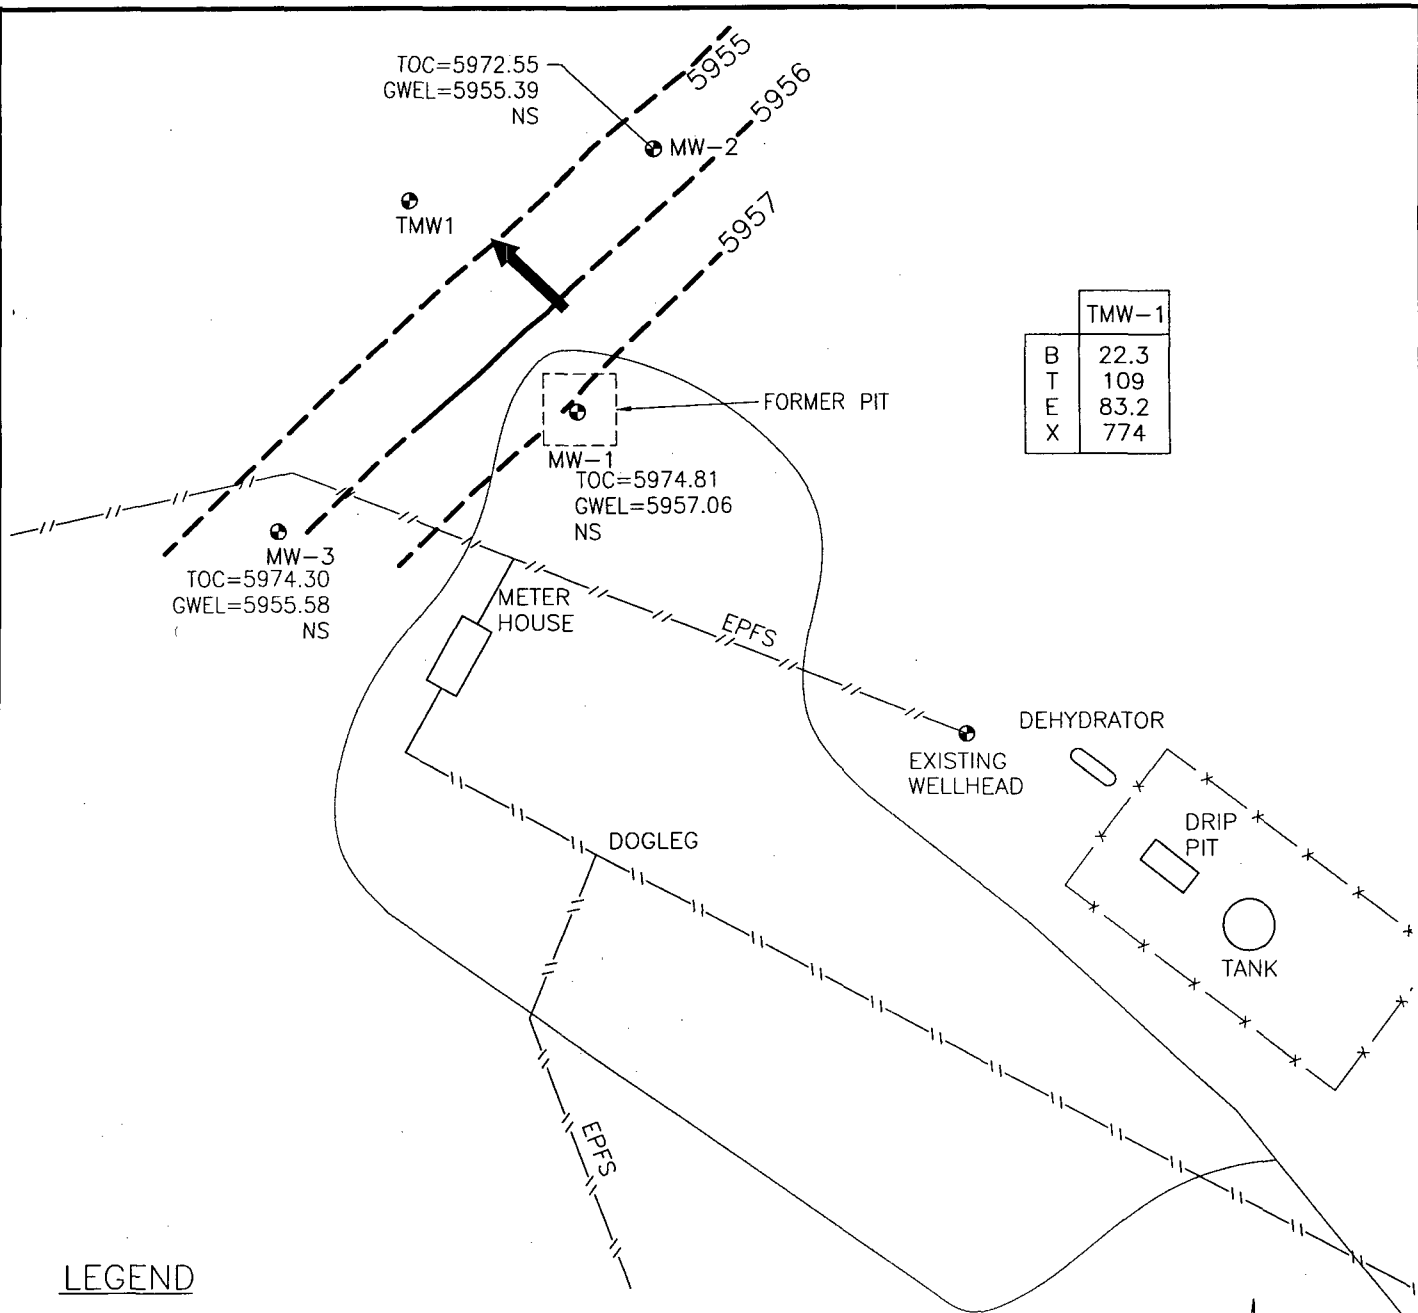 TOC=5972.55
GWEL=5955.39
NS
5955
5956
5957
MW-2
TMW1
TMW-1
B 22.3
T 109
E 83.2
X 774
FORMER PIT
MW-1
TOC=5974.81
GWEL=5957.06
NS
MW-3
TOC=5974.30
GWEL=5955.58
NS
METER
HOUSE
EPFS
DEHYDRATOR
EXISTING
WELLHEAD
DRIP
PIT
TANK
DOGLEG
EPFS
LEGEND